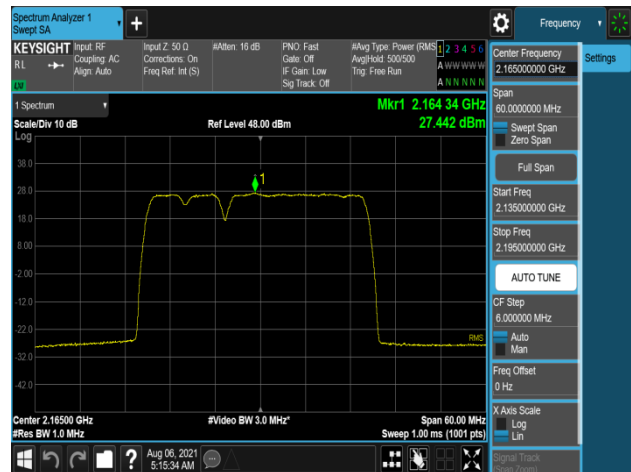 Spectrum Analyzer 1
Swept SA
Frequency
KEYSIGHT
RL
Input: RF
Coupling: AC
Align: Auto
Input Z: 50 Ω
Corrections: On
Freq Ref: Int (S)
#Atten: 16 dB
PNO: Fast
Gate: Off
IF Gain: Low
Sig Track: Off
#Avg Type: Power (RMS)
Avg|Hold: 500/500
Trig: Free Run
1 2 3 4 5 6
A W W W W W
A N N N N N
1 Spectrum
Mkr1 2.164 34 GHz
Scale/Div 10 dB
Ref Level 48.00 dBm
27.442 dBm
Log
38.0
28.0
18.0
8.00
-2.00
-12.0
-22.0
-32.0
-42.0
1
RMS
Center 2.16500 GHz
#Video BW 3.0 MHz*
Span 60.00 MHz
#Res BW 1.0 MHz
Sweep 1.00 ms (1001 pts)
Aug 06, 2021
5:15:34 AM
Center Frequency
2.165000000 GHz
Settings
Span
60.0000000 MHz
Swept Span
Zero Span
Full Span
Start Freq
2.135000000 GHz
Stop Freq
2.195000000 GHz
AUTO TUNE
CF Step
6.000000 MHz
Auto
Man
Freq Offset
0 Hz
X Axis Scale
Log
Lin
Signal Track
(Span Zoom)